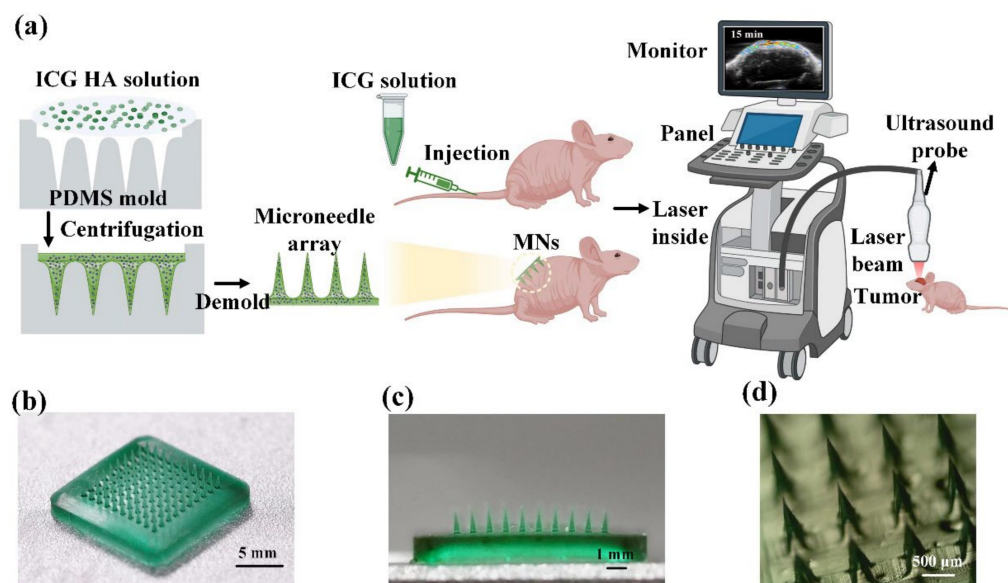 (a)
ICG HA solution
PDMS mold
Centrifugation
Demold
Microneedle
array
ICG solution
Injection
MNs
Monitor
15 min
Panel
Laser
inside
Ultrasound
probe
Laser
beam
Tumor
(b)
5 mm
(c)
1 mm
(d)
500 μm